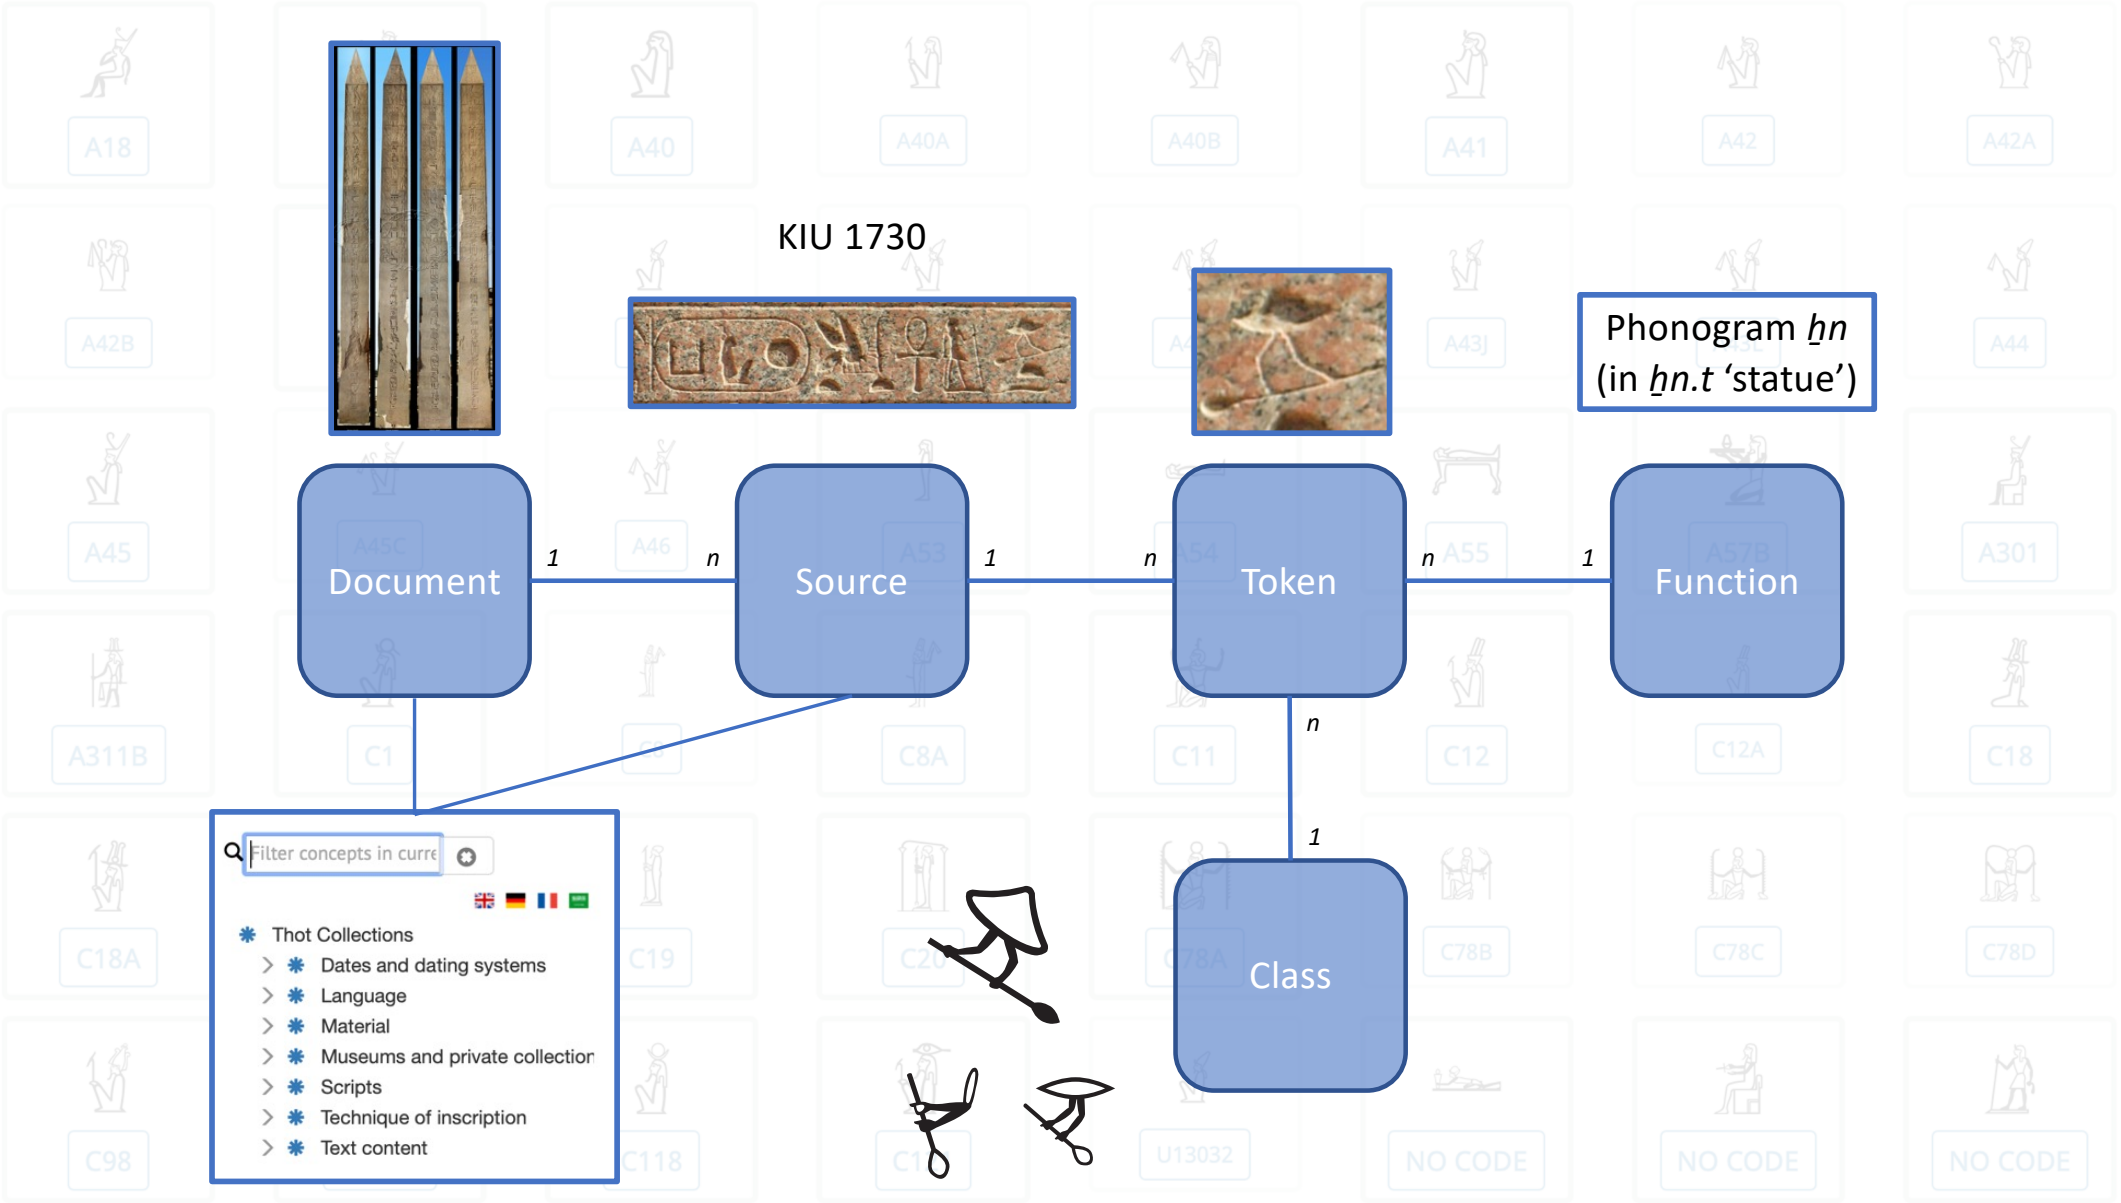 A18
A40
A40A
A40B
A41
A42
A42A
KIU 1730
A42B
A43J
A44
Phonogram ẖn
(in ẖn.t ‘statue’)
A45
A45C
A46
A53
A54
A55
A57B
A301
1
n
1
n
n
1
Document
Source
Token
Function
n
A311B
C1
C8A
C11
C12
C12A
C18
1
Filter concepts in curre
Thot Collections
Dates and dating systems
Language
Material
Museums and private collection
Scripts
Technique of inscription
Text content
C18A
C19
C20
C78A
C78B
C78C
C78D
Class
C98
C118
U13032
NO CODE
NO CODE
NO CODE